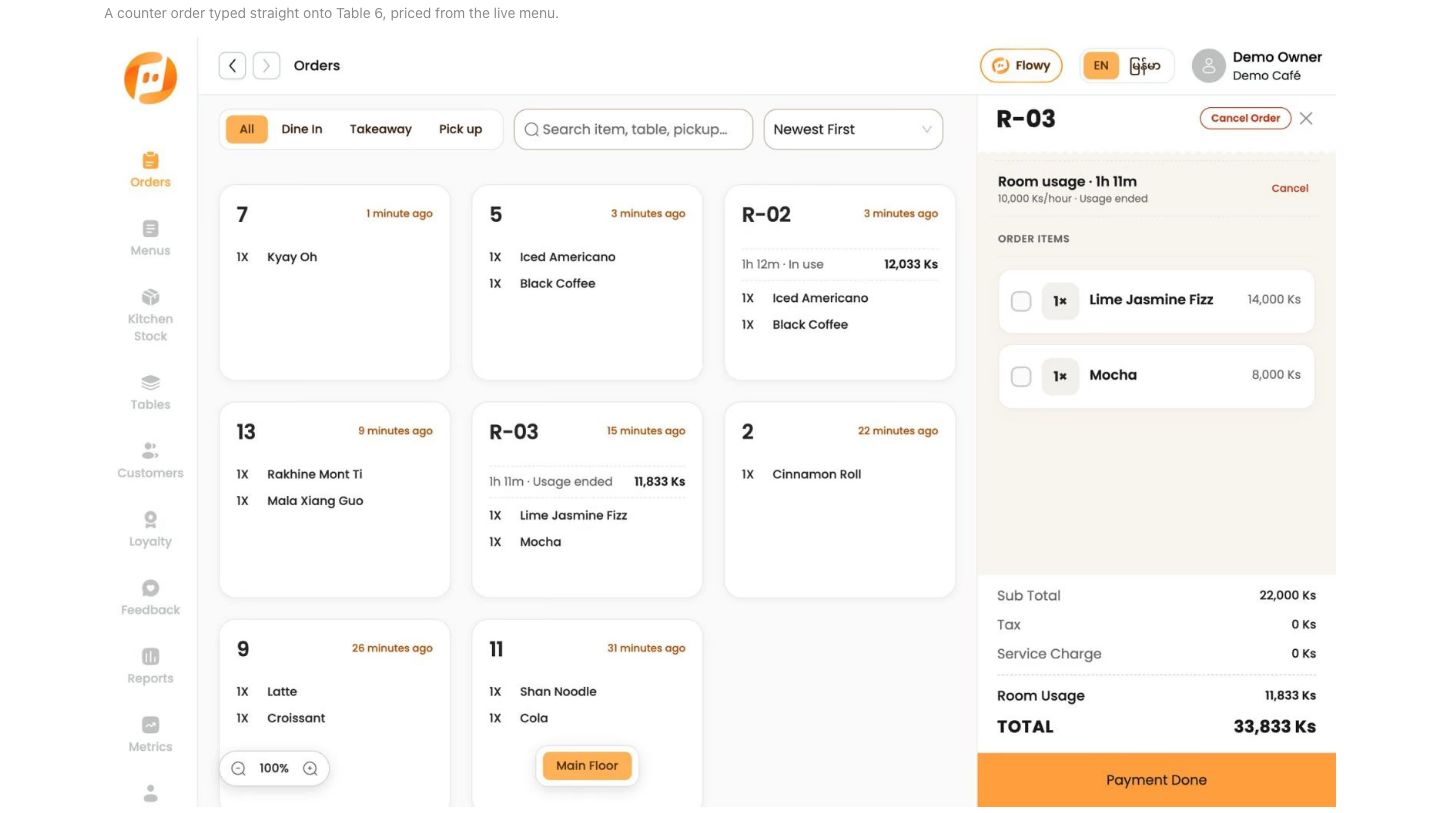 A counter order typed straight onto Table 6, priced from the live menu.
Orders
Flowy
EN
မြန်မာ
Demo Owner
Demo Café
Orders
Menus
Kitchen
Stock
Tables
Customers
Loyalty
Feedback
Reports
Metrics
All
Dine In
Takeaway
Pick up
Search item, table, pickup...
Newest First
7
1 minute ago
1X Kyay Oh
5
3 minutes ago
1X Iced Americano
1X Black Coffee
R-02
3 minutes ago
1h 12m · In use 12,033 Ks
1X Iced Americano
1X Black Coffee
13
9 minutes ago
1X Rakhine Mont Ti
1X Mala Xiang Guo
R-03
15 minutes ago
1h 11m · Usage ended 11,833 Ks
1X Lime Jasmine Fizz
1X Mocha
2
22 minutes ago
1X Cinnamon Roll
9
26 minutes ago
1X Latte
1X Croissant
11
31 minutes ago
1X Shan Noodle
1X Cola
100%
Main Floor
R-03
Cancel Order
Room usage · 1h 11m
10,000 Ks/hour · Usage ended
Cancel
ORDER ITEMS
1× Lime Jasmine Fizz 14,000 Ks
1× Mocha 8,000 Ks
Sub Total 22,000 Ks
Tax 0 Ks
Service Charge 0 Ks
Room Usage 11,833 Ks
TOTAL 33,833 Ks
Payment Done